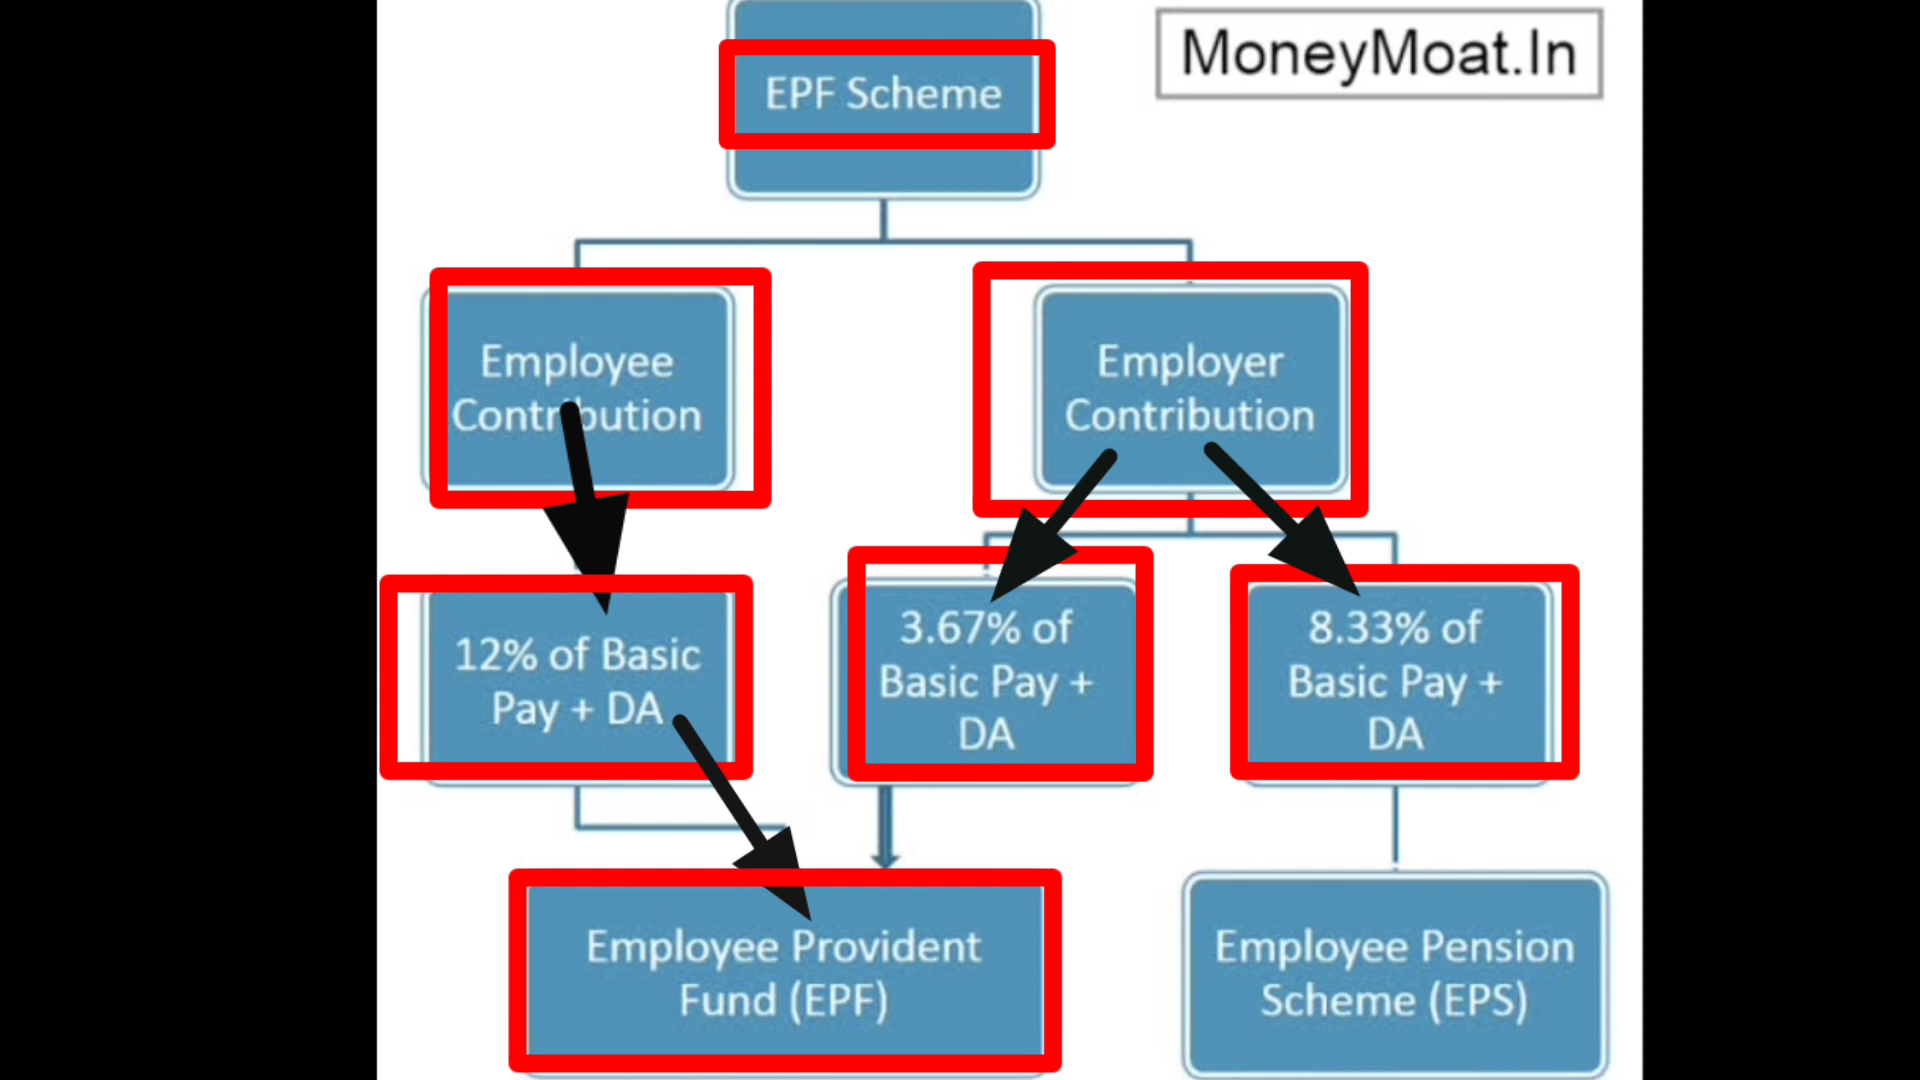 MoneyMoat.In
EPF Scheme
Employee
Contribution
Employer
Contribution
12% of Basic
Pay + DA
3.67% of
Basic Pay +
DA
8.33% of
Basic Pay +
DA
Employee Provident
Fund (EPF)
Employee Pension
Scheme (EPS)